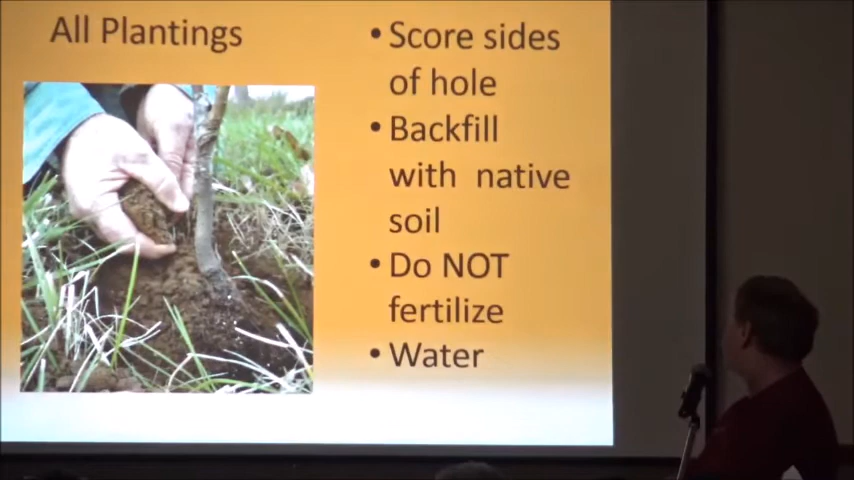 All Plantings
• Score sides
of hole
• Backfill
with native
soil
• Do NOT
fertilize
• Water